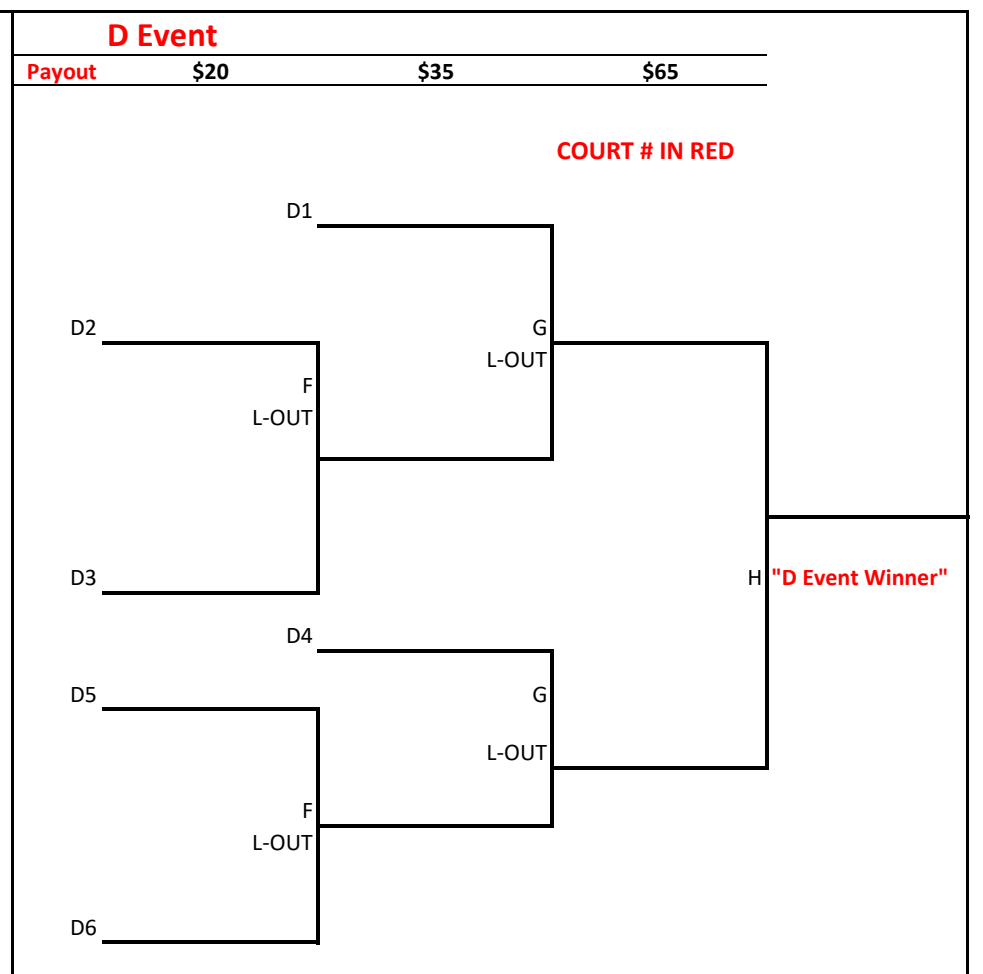 D Event
Payout $20 $35 $65
COURT # IN RED
D1
D2
G
L-OUT
F
L-OUT
D3
H "D Event Winner"
D4
D5
G
L-OUT
F
L-OUT
D6